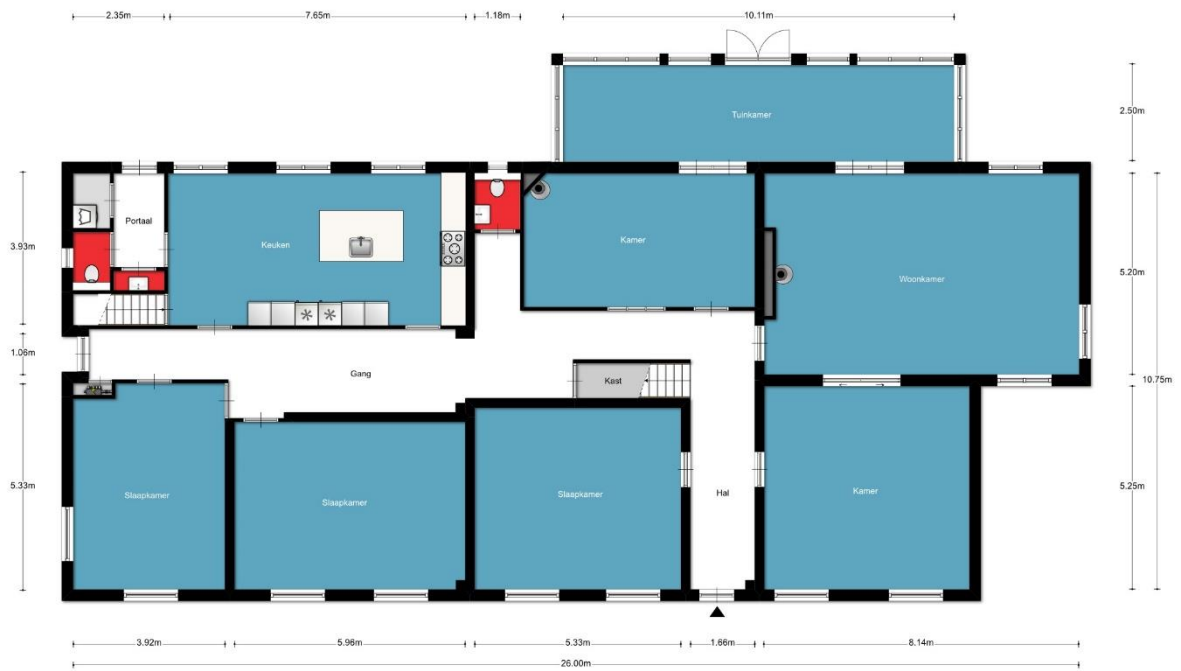 2.35m
7.65m
1.18m
10.11m
2.50m
Tuinkamer
3.93m
Portaal
Keuken
Kamer
Woonkamer
5.20m
1.06m
Gang
Kast
10.75m
5.33m
Slaapkamer
Slaapkamer
Slaapkamer
Hal
Kamer
5.25m
3.92m
5.96m
5.33m
1.66m
8.14m
26.00m